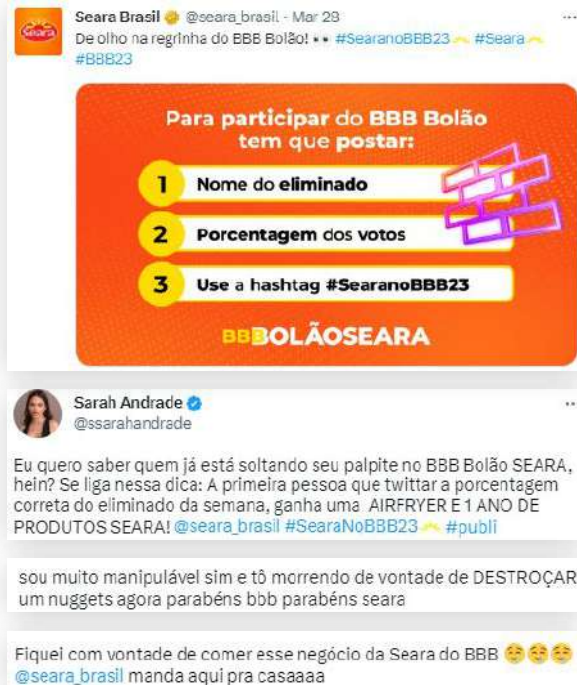 Seara
Seara Brasil @seara_brasil · Mar 28
De olho na regrinha do BBB Bolão! 👀 #SearanoBBB23 #Seara
#BBB23
Para participar do BBB Bolão
tem que postar:
1 Nome do eliminado
2 Porcentagem dos votos
3 Use a hashtag #SearanoBBB23
BBBOLÃOSEARA
Sarah Andrade
@ssarahandrade
Eu quero saber quem já está soltando seu palpite no BBB Bolão SEARA,
hein? Se liga nessa dica: A primeira pessoa que twittar a porcentagem
correta do eliminado da semana, ganha uma AIRFRYER E 1 ANO DE
PRODUTOS SEARA! @seara_brasil #SearaNoBBB23 #publi
sou muito manipulável sim e tô morrendo de vontade de DESTROÇAR
um nuggets agora parabéns bbb parabéns seara
Fiquei com vontade de comer esse negócio da Seara do BBB 🤤🤤🤤
@seara_brasil manda aqui pra casaaaa